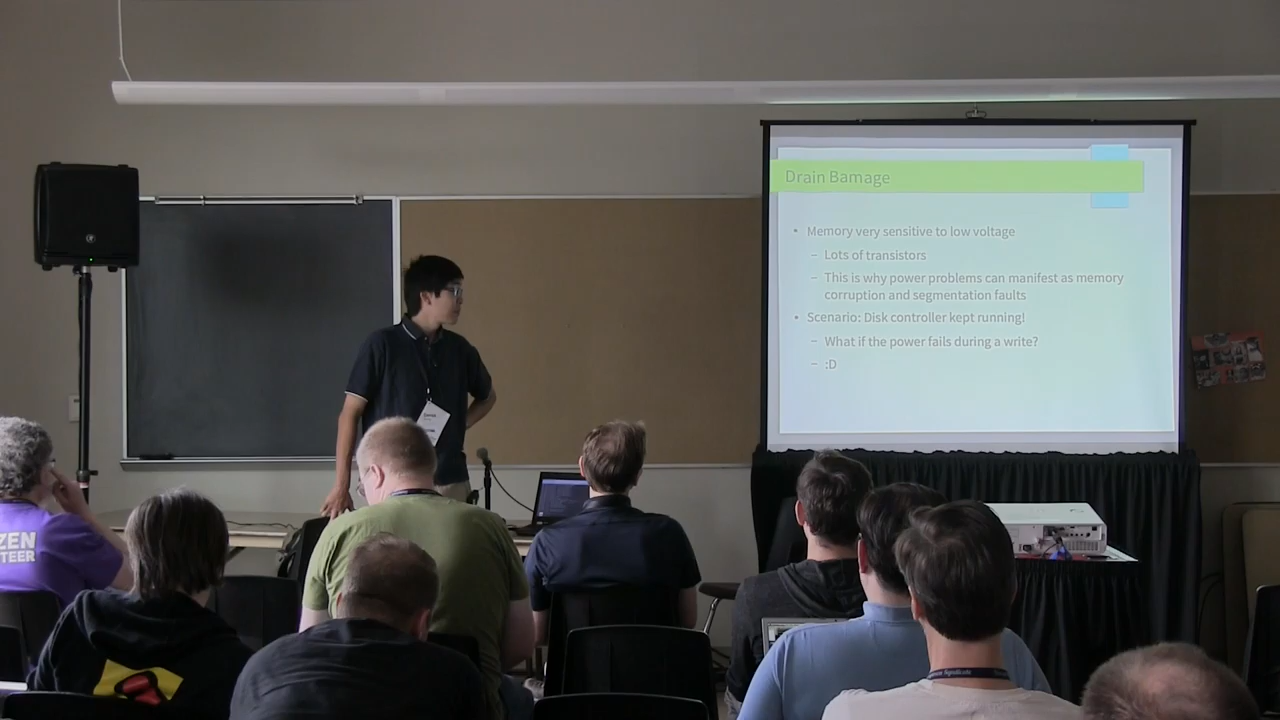 Drain Bamage
• Memory very sensitive to low voltage
– Lots of transistors
– This is why power problems can manifest as memory
corruption and segmentation faults
• Scenario: Disk controller kept running!
– What if the power fails during a write?
– :D
ZEN
TEER
Syndicate